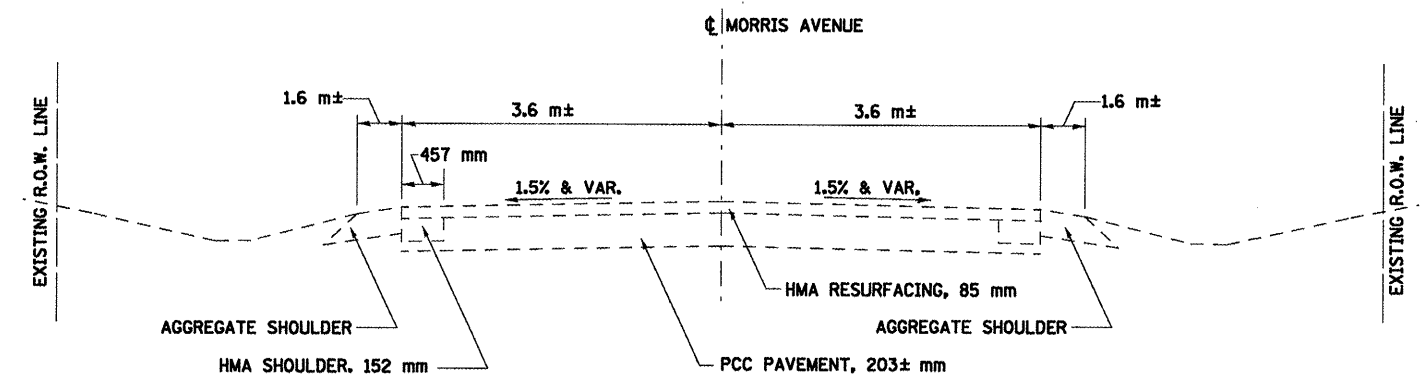 ℄ MORRIS AVENUE
1.6 m±
3.6 m±
3.6 m±
1.6 m±
457 mm
1.5% & VAR.
1.5% & VAR.
EXISTING R.O.W. LINE
EXISTING R.O.W. LINE
HMA RESURFACING, 85 mm
AGGREGATE SHOULDER
AGGREGATE SHOULDER
HMA SHOULDER, 152 mm
PCC PAVEMENT, 203± mm